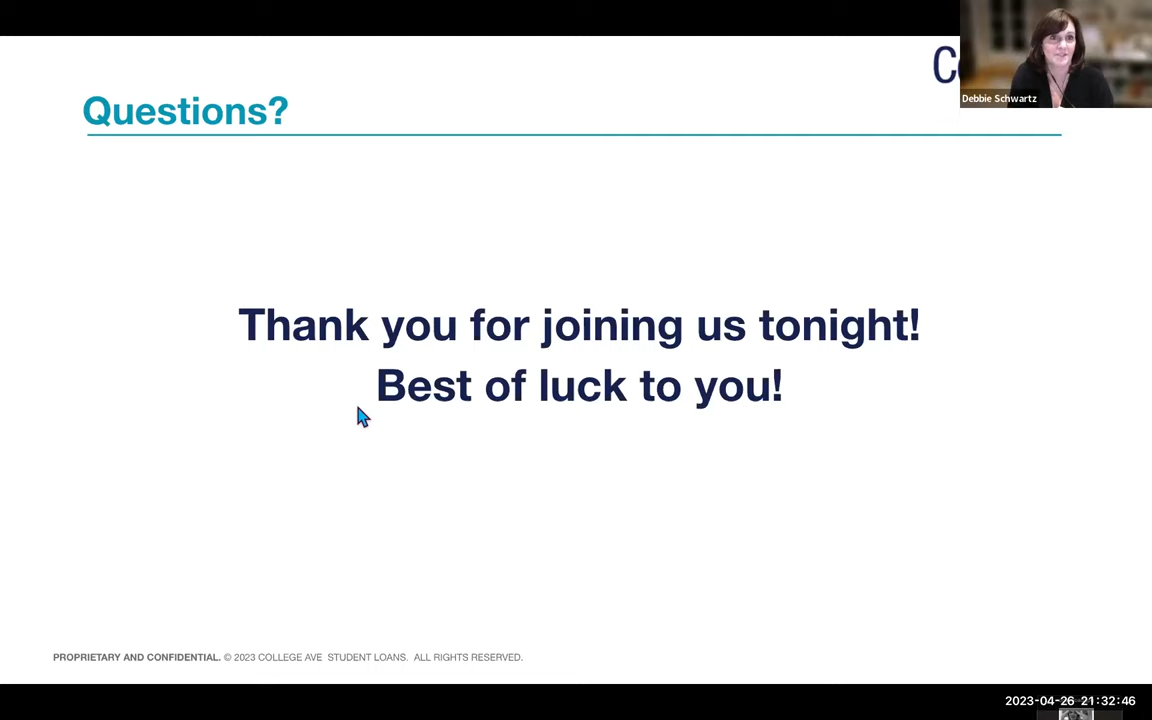 Questions?
Debbie Schwartz
Thank you for joining us tonight!
Best of luck to you!
PROPRIETARY AND CONFIDENTIAL. © 2023 COLLEGE AVE STUDENT LOANS. ALL RIGHTS RESERVED.
2023-04-26 21:32:46